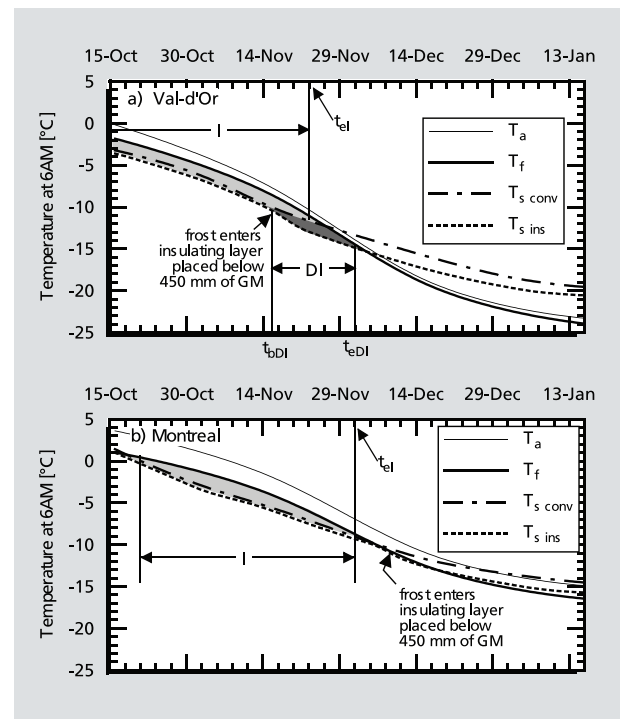 15-Oct 30-Oct 14-Nov 29-Nov 14-Dec 29-Dec 13-Jan
5
a) Val-d'Or
I
t_eI
0
-5
-10
-15
-20
-25
Temperature at 6AM [°C]
T_a
T_f
T_s conv
T_s ins
frost enters
insulating layer
placed below
450 mm of GM
DI
t_bDI
t_eDI
15-Oct 30-Oct 14-Nov 29-Nov 14-Dec 29-Dec 13-Jan
5
b) Montreal
t_eI
0
-5
-10
-15
-20
-25
Temperature at 6AM [°C]
T_a
T_f
T_s conv
T_s ins
I
frost enters
insulating layer
placed below
450 mm of GM